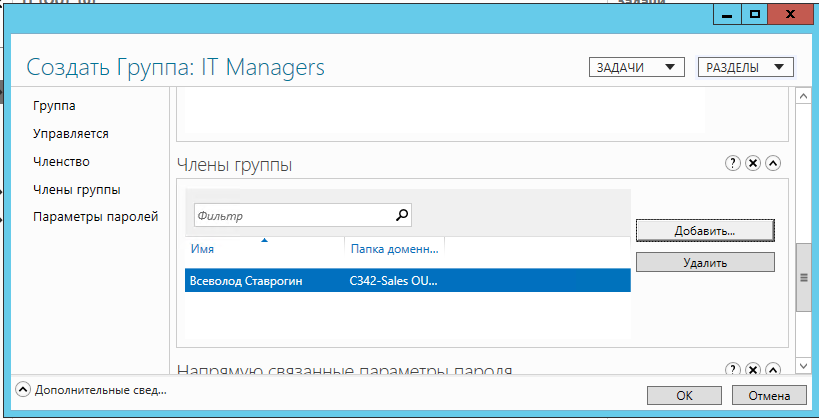 Создать Группа: IT Managers
ЗАДАЧИ
РАЗДЕЛЫ
Группа
Управляется
Членство
Члены группы
Параметры паролей
Члены группы
Фильтр
Добавить...
Имя
Папка доменн...
Удалить
Всеволод Ставрогин
C342-Sales OU...
Напрямую связанные параметры пароля
Дополнительные свед...
OK
Отмена